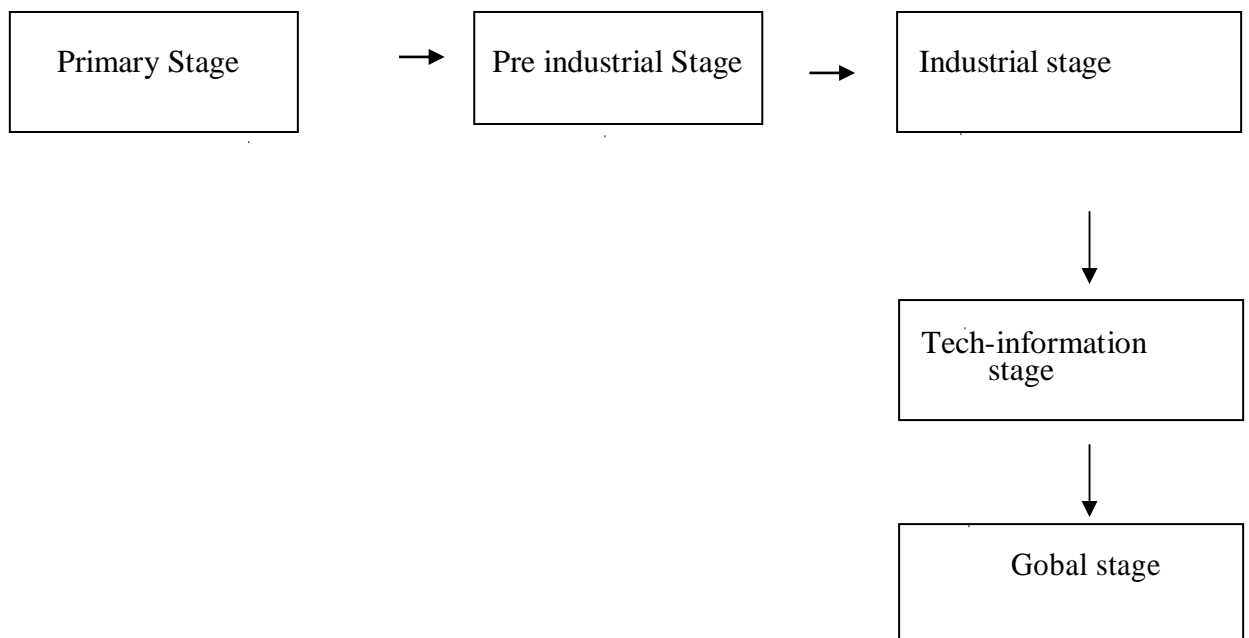 Primary Stage
Pre industrial Stage
Industrial stage
Tech-information
stage
Gobal stage